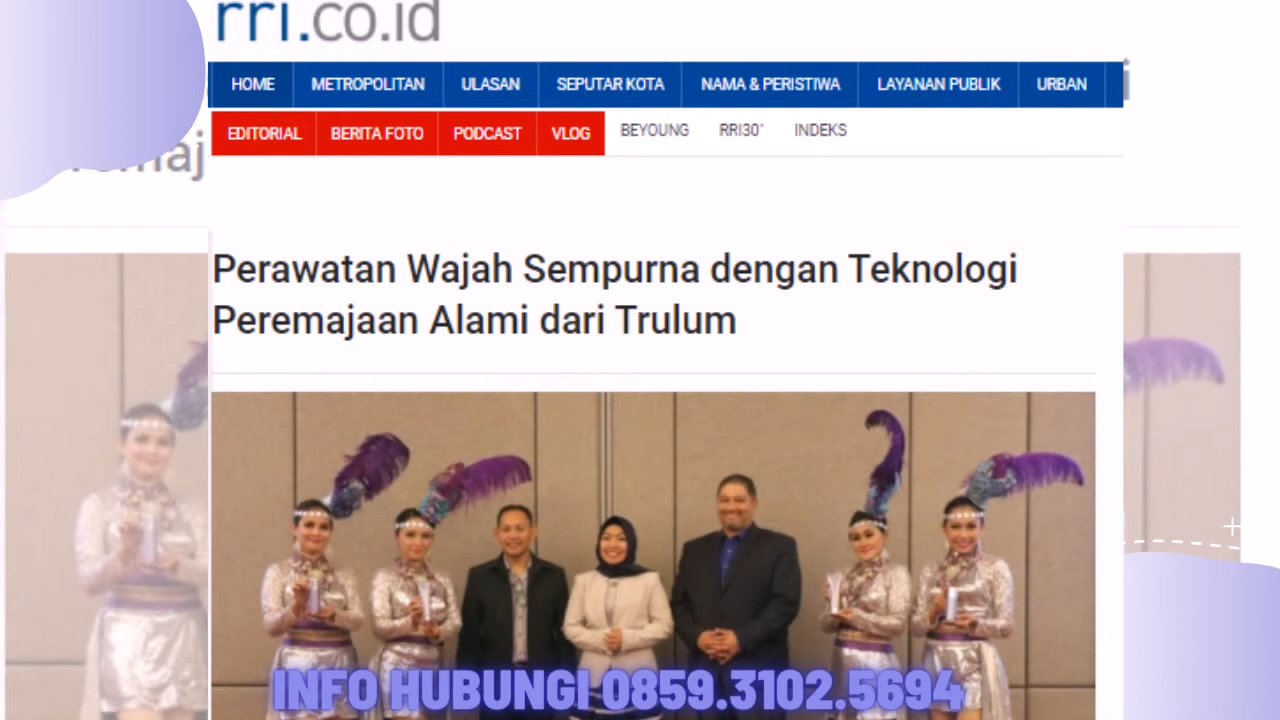 rri.co.id
HOME METROPOLITAN ULASAN SEPUTAR KOTA NAMA & PERISTIWA LAYANAN PUBLIK URBAN
EDITORIAL BERITA FOTO PODCAST VLOG BEYOUNG RRI30° INDEKS
Perawatan Wajah Sempurna dengan Teknologi
Peremajaan Alami dari Trulum
INFO HUBUNGI 0859.3102.5694